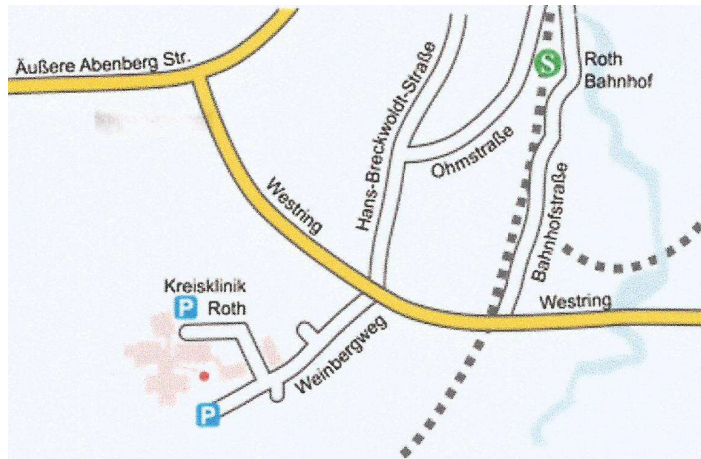 Äußere Abenberg Str.
S
Roth
Bahnhof
Hans-Breckwoldt-Straße
Ohmstraße
Westring
Bahnhofstraße
Kreisklinik
P
Roth
Westring
Weinbergweg
P